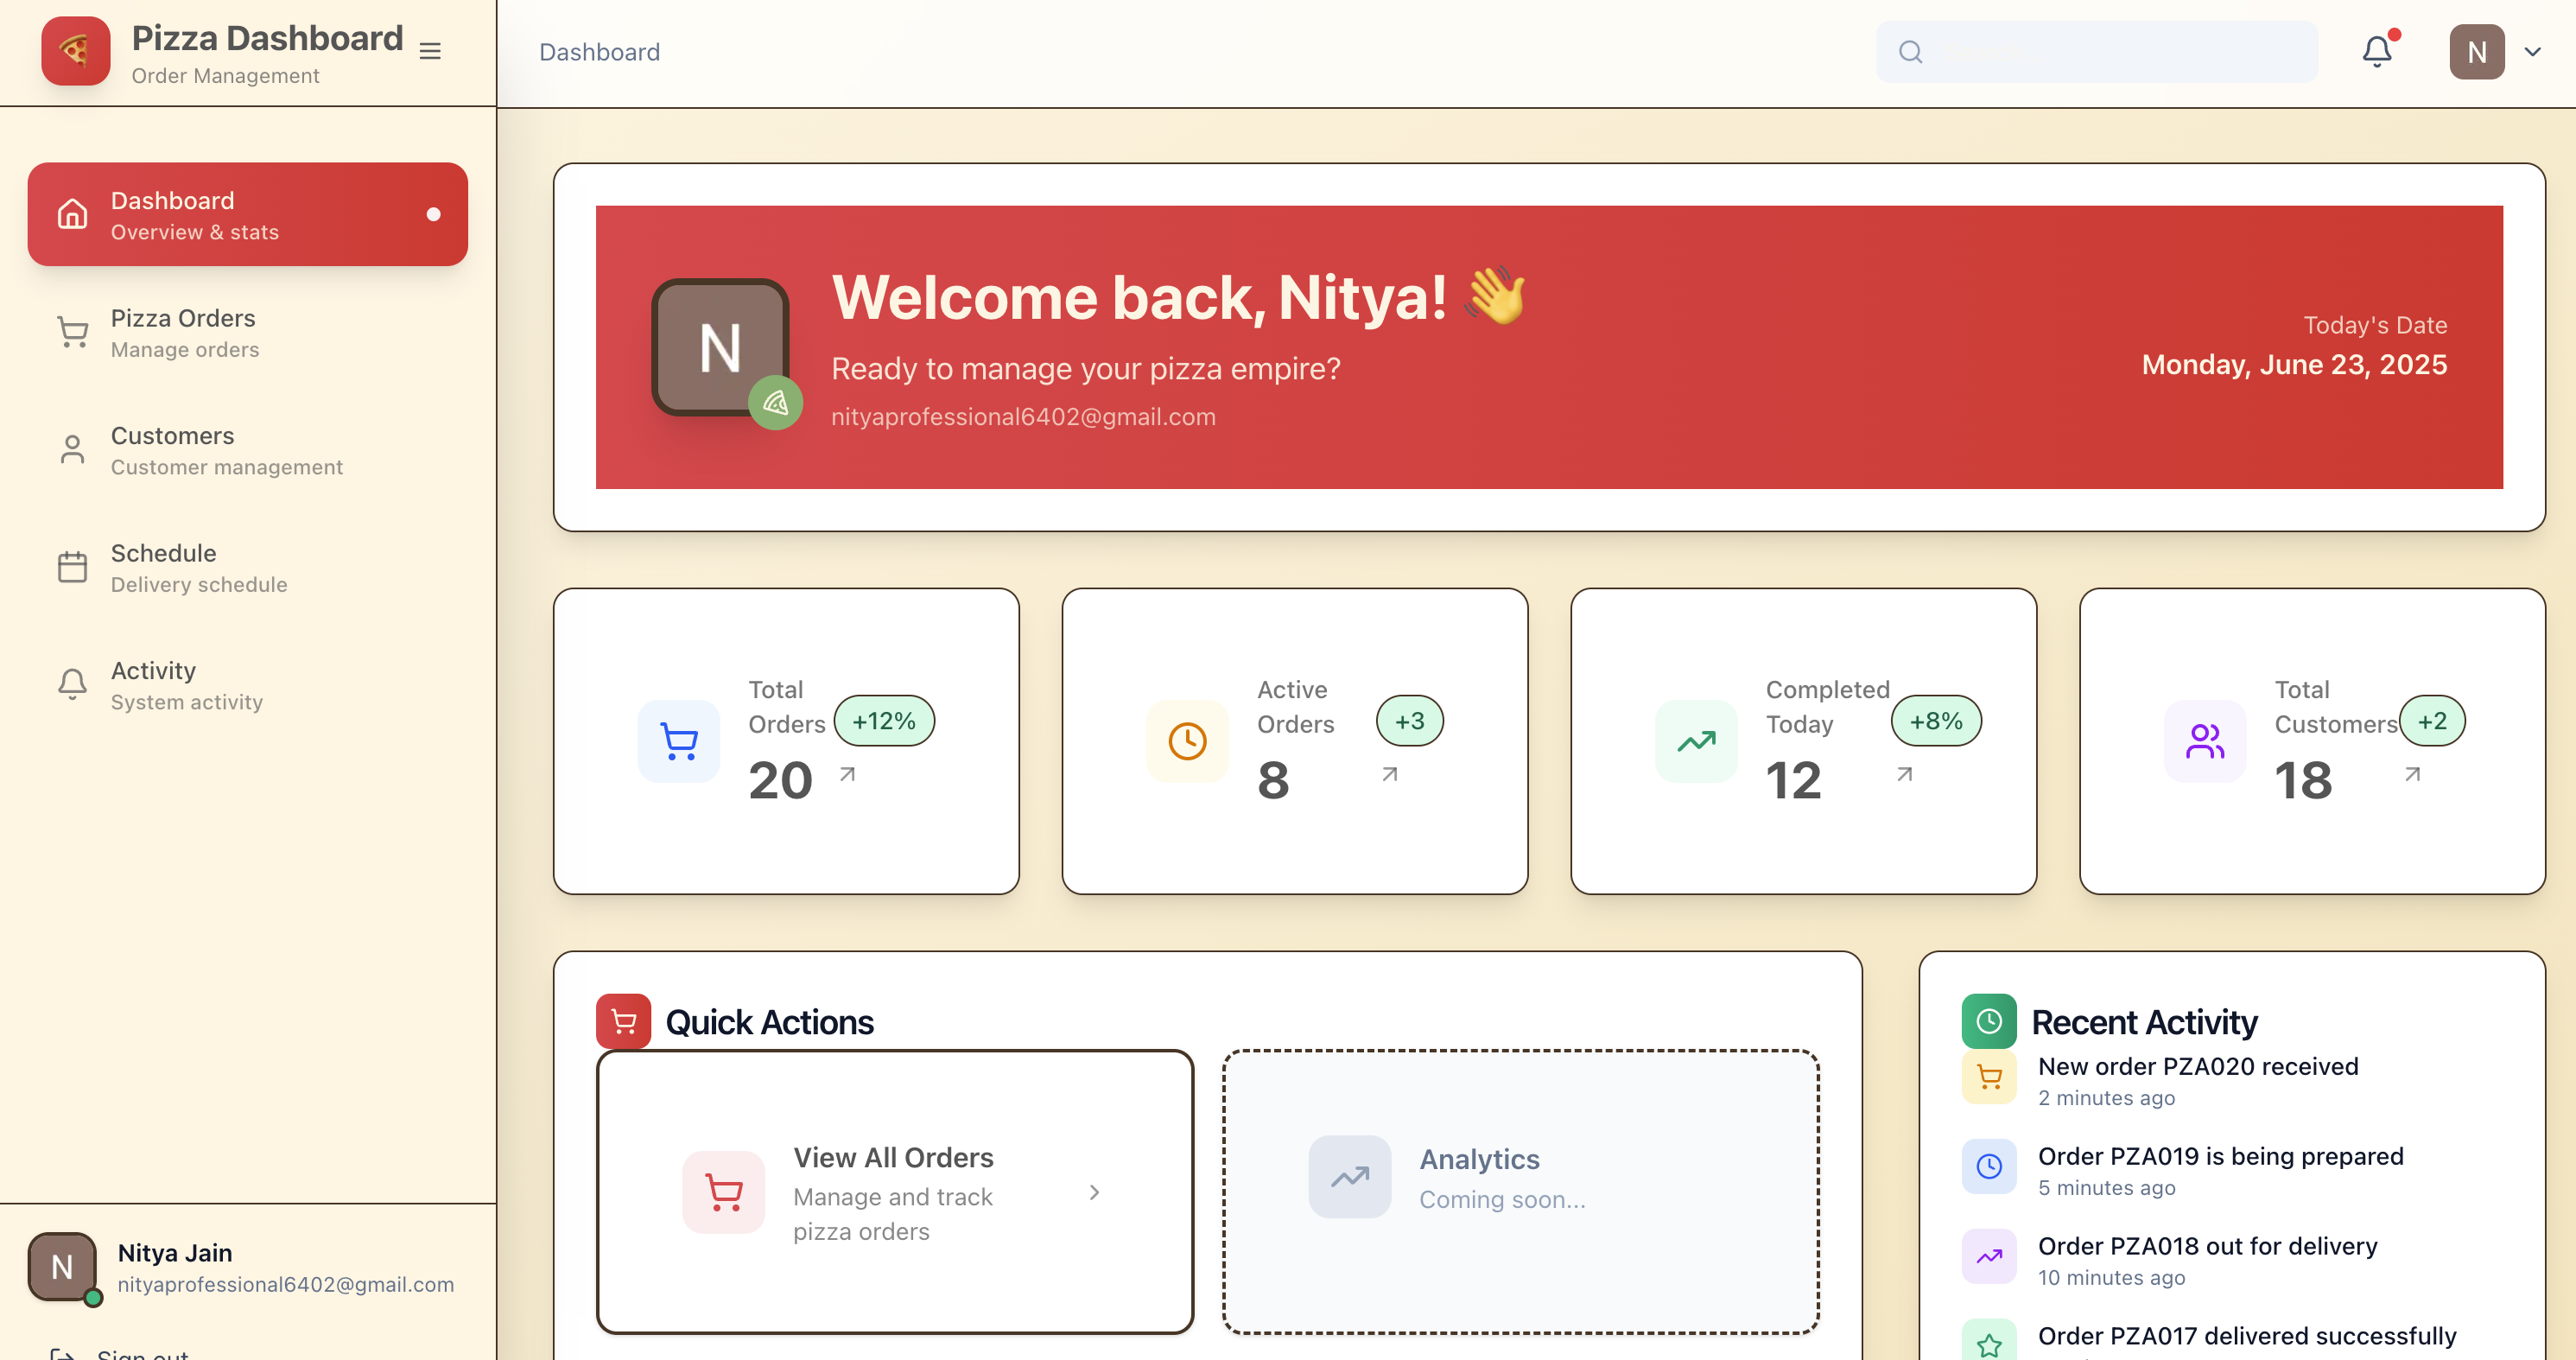 Pizza Dashboard
Order Management
Dashboard
Overview & stats
Pizza Orders
Manage orders
Customers
Customer management
Schedule
Delivery schedule
Activity
System activity
N
Nitya Jain
nityaprofessional6402@gmail.com
Sign out
Dashboard
N
N
Welcome back, Nitya! 👋
Ready to manage your pizza empire?
nityaprofessional6402@gmail.com
Today's Date
Monday, June 23, 2025
Total
Orders
+12%
20
Active
Orders
+3
8
Completed
Today
+8%
12
Total
Customers
+2
18
Quick Actions
View All Orders
Manage and track
pizza orders
Analytics
Coming soon...
Recent Activity
New order PZA020 received
2 minutes ago
Order PZA019 is being prepared
5 minutes ago
Order PZA018 out for delivery
10 minutes ago
Order PZA017 delivered successfully